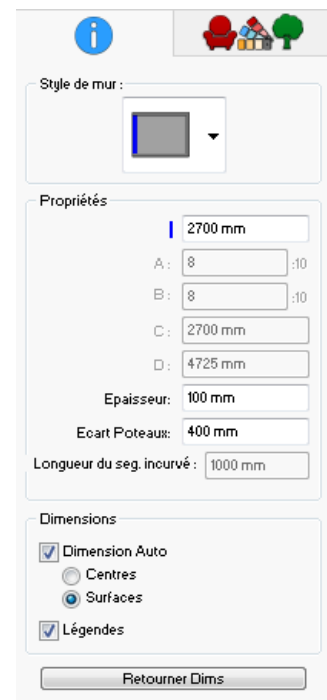 i
Style de mur :
Propriétés
2700 mm
A : 8 :10
B : 8 :10
C : 2700 mm
D : 4725 mm
Epaisseur: 100 mm
Ecart Poteaux: 400 mm
Longueur du seg. incurvé : 1000 mm
Dimensions
Dimension Auto
Centres
Surfaces
Légendes
Retourner Dims